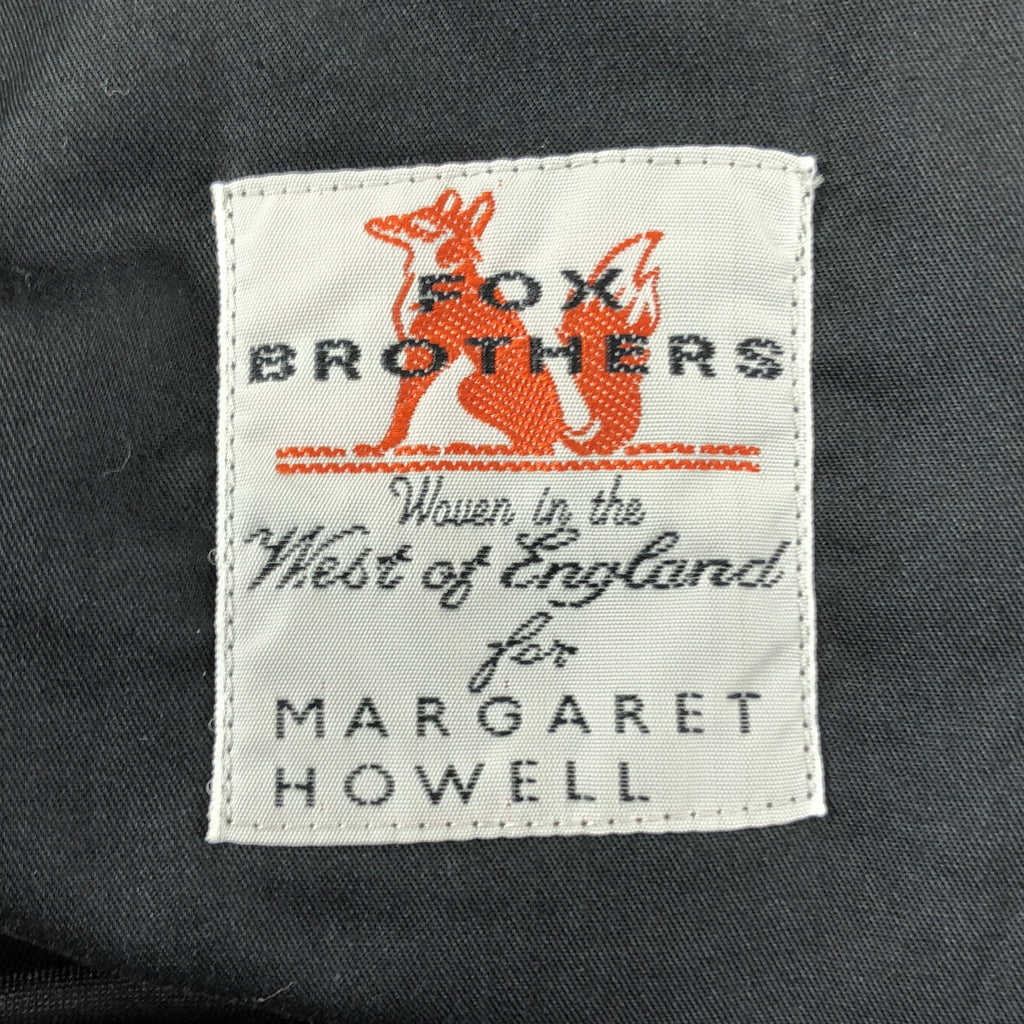 FOX
BROTHERS
Woven in the
West of England
for
MARGARET
HOWELL